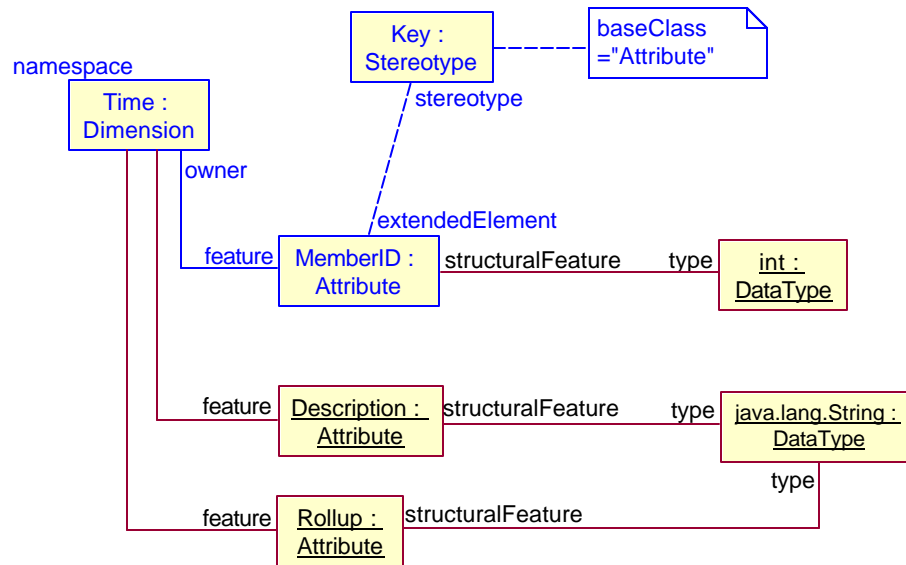 Key :
Stereotype
baseClass
="Attribute"
namespace
Time :
Dimension
stereotype
owner
extendedElement
feature
MemberID :
Attribute
structuralFeature
type
int :
DataType
feature
Description :
Attribute
structuralFeature
type
java.lang.String :
DataType
type
feature
Rollup :
Attribute
structuralFeature